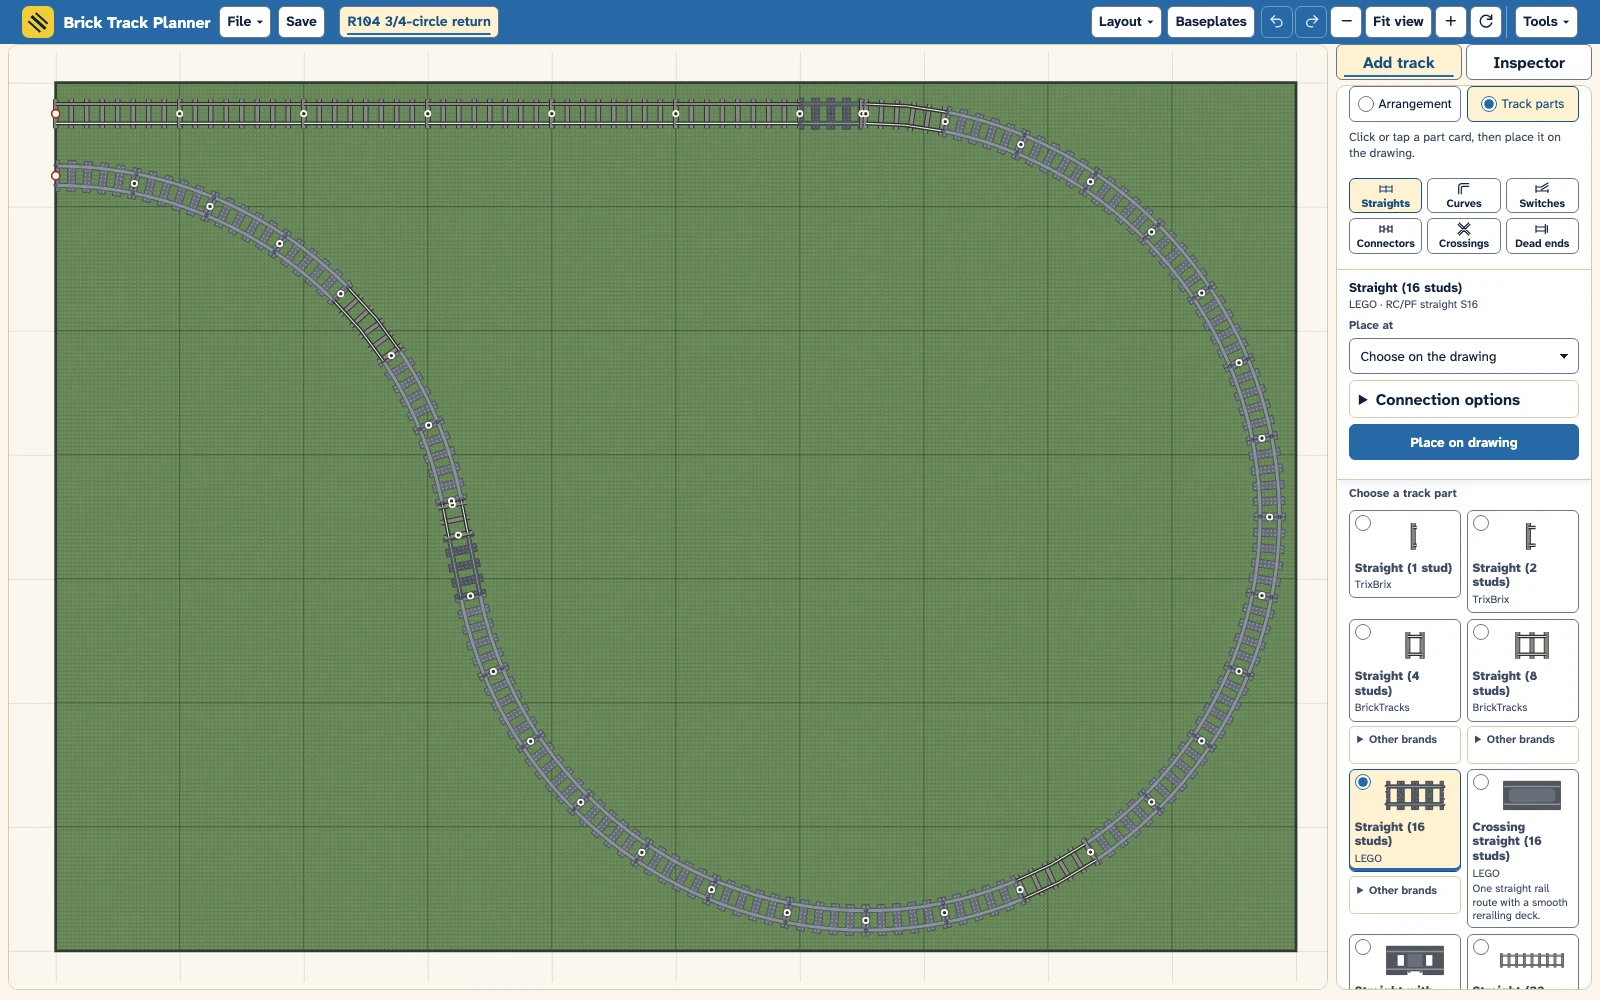 Brick Track Planner
File
Save
R104 3/4-circle return
Layout
Baseplates
Fit view
Tools
Add track
Inspector
Arrangement
Track parts
Click or tap a part card, then place it on
the drawing.
Straights
Curves
Switches
Connectors
Crossings
Dead ends
Straight (16 studs)
LEGO · RC/PF straight S16
Place at
Choose on the drawing
Connection options
Place on drawing
Choose a track part
Straight (1 stud)
TrixBrix
Straight (2
studs)
TrixBrix
Straight (4
studs)
BrickTracks
Straight (8
studs)
BrickTracks
Other brands
Other brands
Straight (16
studs)
LEGO
Crossing
straight (16
studs)
LEGO
One straight rail
route with a smooth
rerailing deck.
Other brands